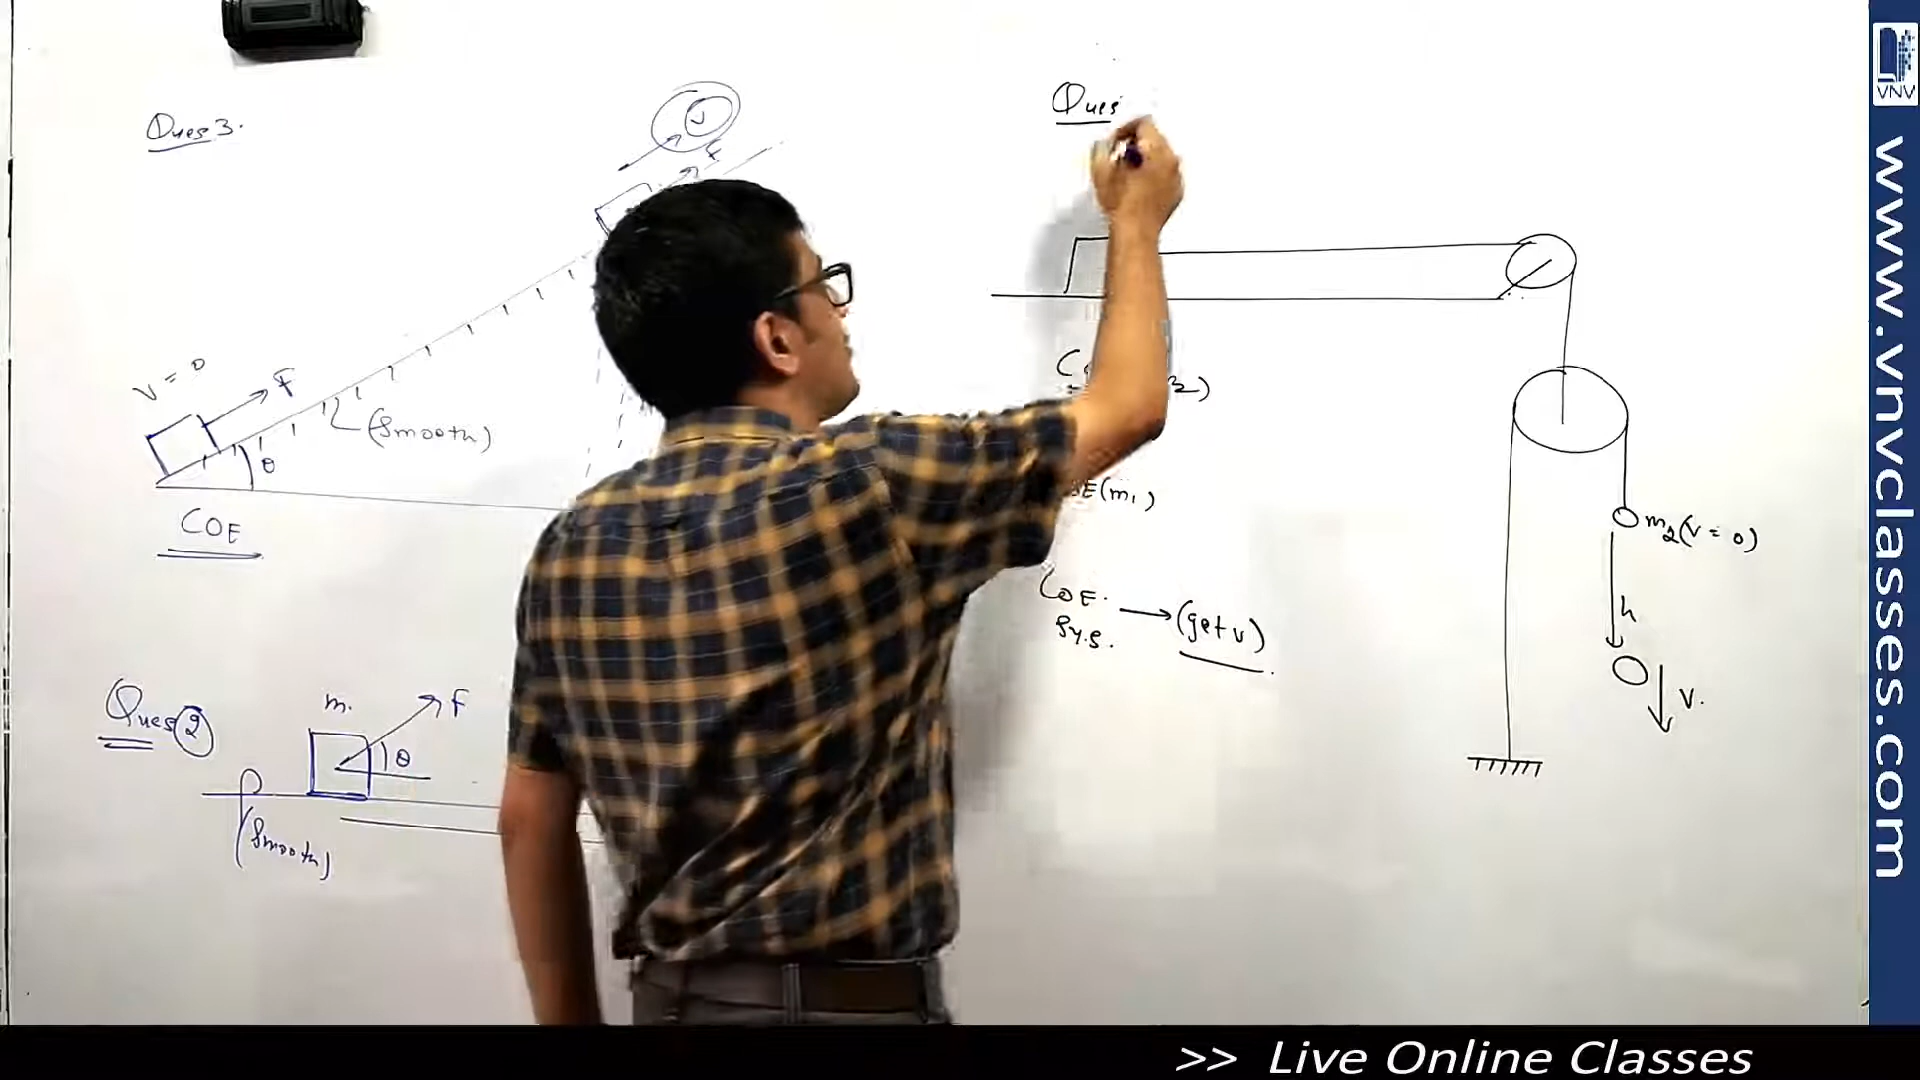 Ques 3.
V
F
V = 0
F
(Smooth)
θ
COE
Ques 2
m.
F
θ
(Smooth)
Ques
2)
E(m1)
COE.
Sys.
(get v)
m2(v = 0)
h
V.
VNV
www.vnvclasses.com
>> Live Online Classes